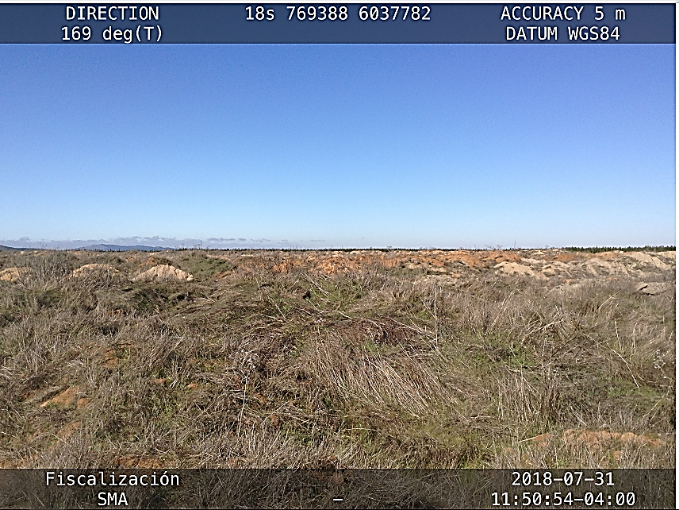 DIRECTION
169 deg(T)
18s 769388 6037782
ACCURACY 5 m
DATUM WGS84
Fiscalización
SMA
–
2018-07-31
11:50:54-04:00